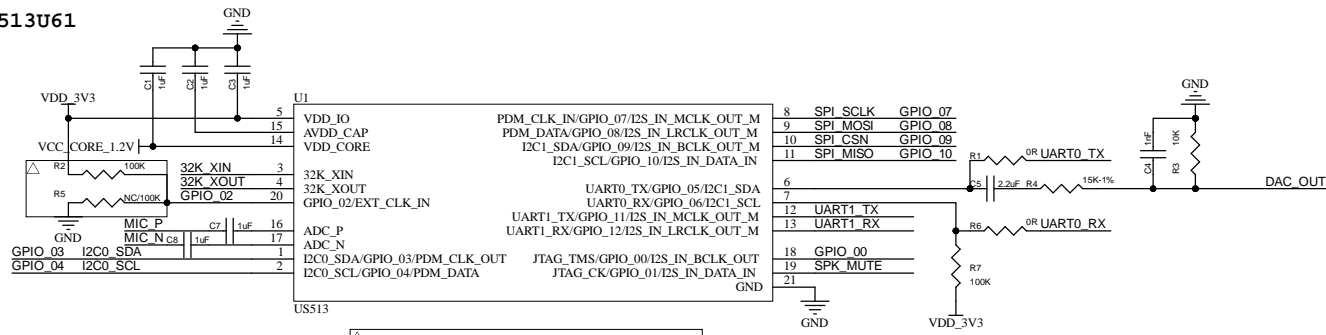 513U61
GND
C1 1uF
C2 1uF
C3 1uF
VDD_3V3
VCC_CORE_1.2V
R2 100K
R5 NC/100K
GND
32K_XIN 3
32K_XOUT 4
GPIO_02 20
MIC_P C7 1uF 16
MIC_N C8 1uF 17
GPIO_03 I2C0_SDA 1
GPIO_04 I2C0_SCL 2
U1
5 VDD_IO
15 AVDD_CAP
14 VDD_CORE
32K_XIN
32K_XOUT
GPIO_02/EXT_CLK_IN
ADC_P
ADC_N
I2C0_SDA/GPIO_03/PDM_CLK_OUT
I2C0_SCL/GPIO_04/PDM_DATA
US513
PDM_CLK_IN/GPIO_07/I2S_IN_MCLK_OUT_M 8 SPI_SCLK GPIO_07
PDM_DATA/GPIO_08/I2S_IN_LRCLK_OUT_M 9 SPI_MOSI GPIO_08
I2C1_SDA/GPIO_09/I2S_IN_BCLK_OUT_M 10 SPI_CSN GPIO_09
I2C1_SCL/GPIO_10/I2S_IN_DATA_IN 11 SPI_MISO GPIO_10
UART0_TX/GPIO_05/I2C1_SDA 6
UART0_RX/GPIO_06/I2C1_SCL 7
UART1_TX/GPIO_11/I2S_IN_MCLK_OUT_M 12 UART1_TX
UART1_RX/GPIO_12/I2S_IN_LRCLK_OUT_M 13 UART1_RX
JTAG_TMS/GPIO_00/I2S_IN_BCLK_OUT 18 GPIO_00
JTAG_CK/GPIO_01/I2S_IN_DATA_IN 19 SPK_MUTE
GND 21
GND
R1 0R UART0_TX
C5 2.2uF R4 15K-1%
R6 0R UART0_RX
R7 100K
VDD_3V3
GND
C4 1nF
R3 10K
DAC_OUT